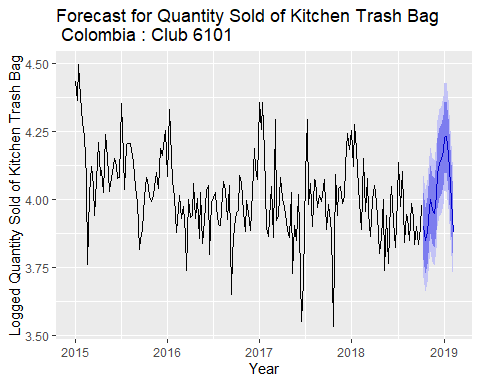 Forecast for Quantity Sold of Kitchen Trash Bag
Colombia : Club 6101
Logged Quantity Sold of Kitchen Trash Bag
4.50
4.25
4.00
3.75
3.50
2015
2016
2017
2018
2019
Year